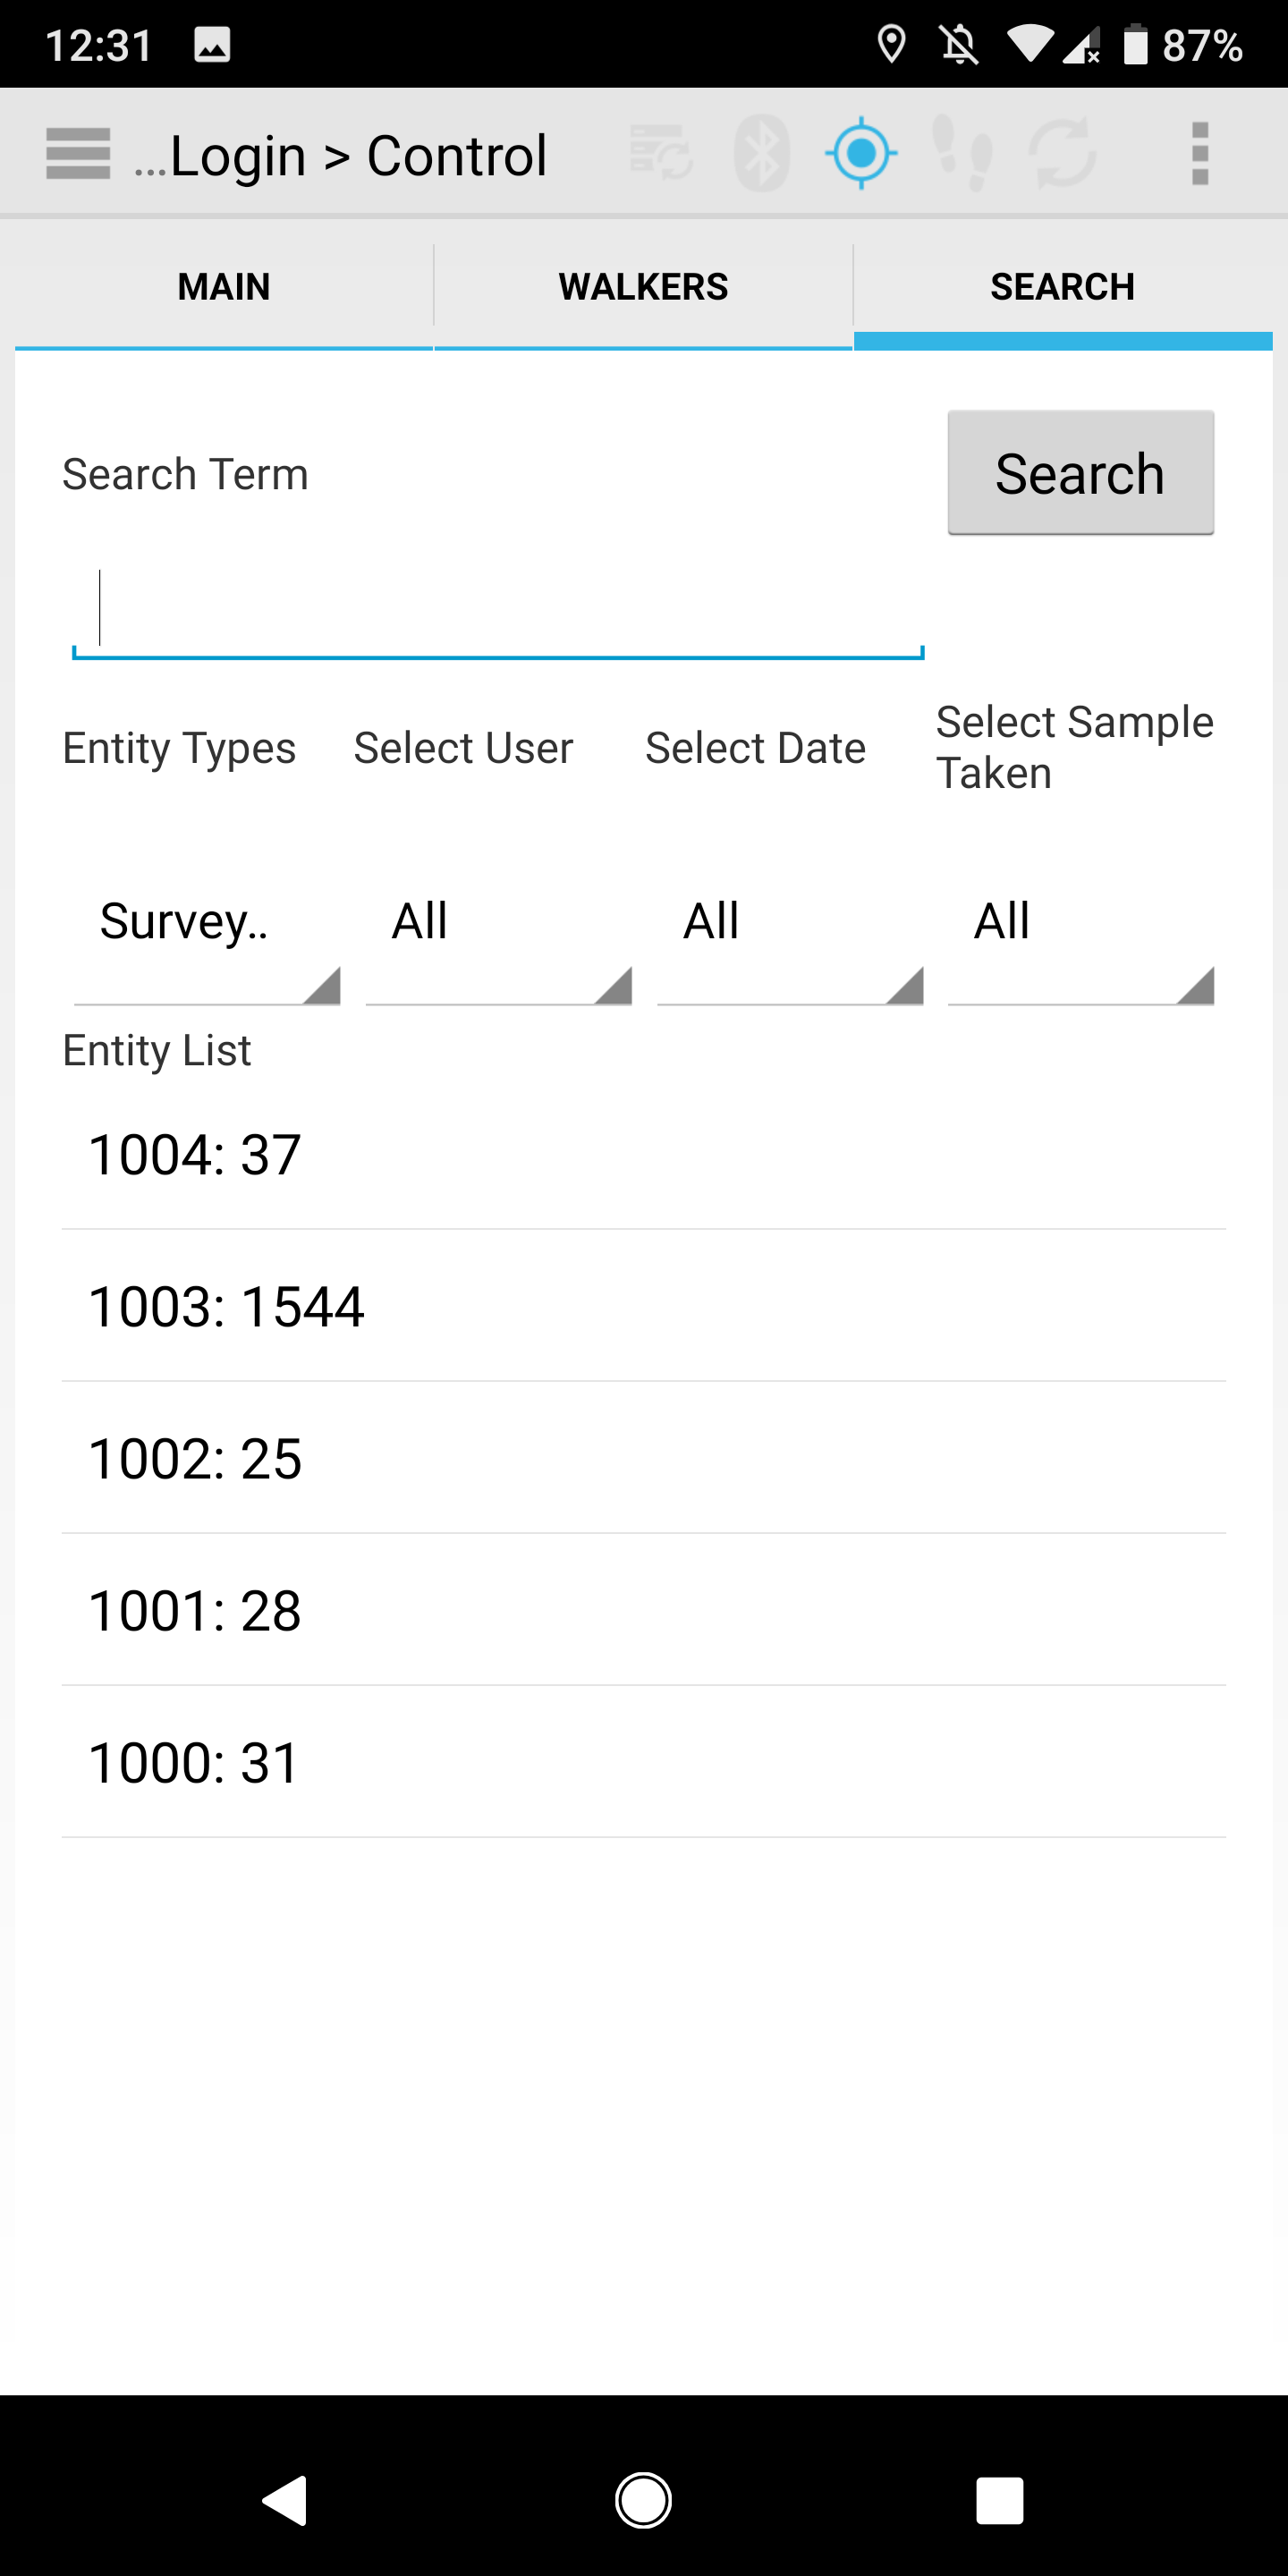 12:31 87%
...Login > Control
MAIN WALKERS SEARCH
Search Term Search
Entity Types Select User Select Date Select Sample Taken
Survey.. All All All
Entity List
1004: 37
1003: 1544
1002: 25
1001: 28
1000: 31